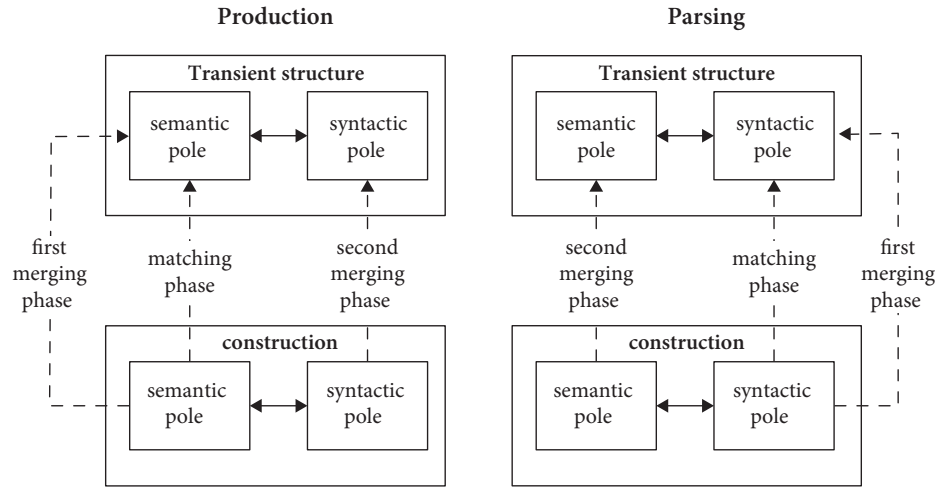 Production
Transient structure
semantic
pole
syntactic
pole
first
merging
phase
matching
phase
second
merging
phase
construction
semantic
pole
syntactic
pole
Parsing
Transient structure
semantic
pole
syntactic
pole
second
merging
phase
matching
phase
first
merging
phase
construction
semantic
pole
syntactic
pole